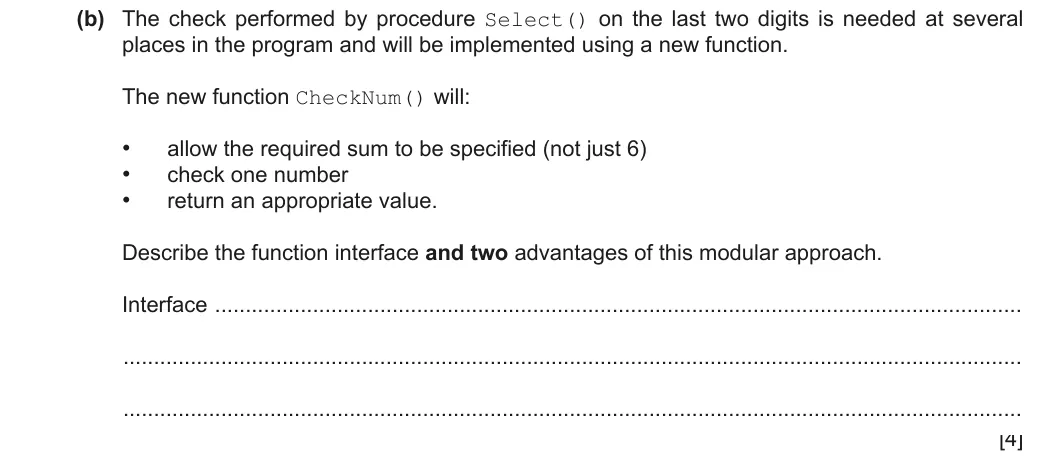 (b) The check performed by procedure Select() on the last two digits is needed at several
places in the program and will be implemented using a new function.
The new function CheckNum() will:
• allow the required sum to be specified (not just 6)
• check one number
• return an appropriate value.
Describe the function interface and two advantages of this modular approach.
Interface ....................................................................................................................................
....................................................................................................................................................
....................................................................................................................................................
[4]